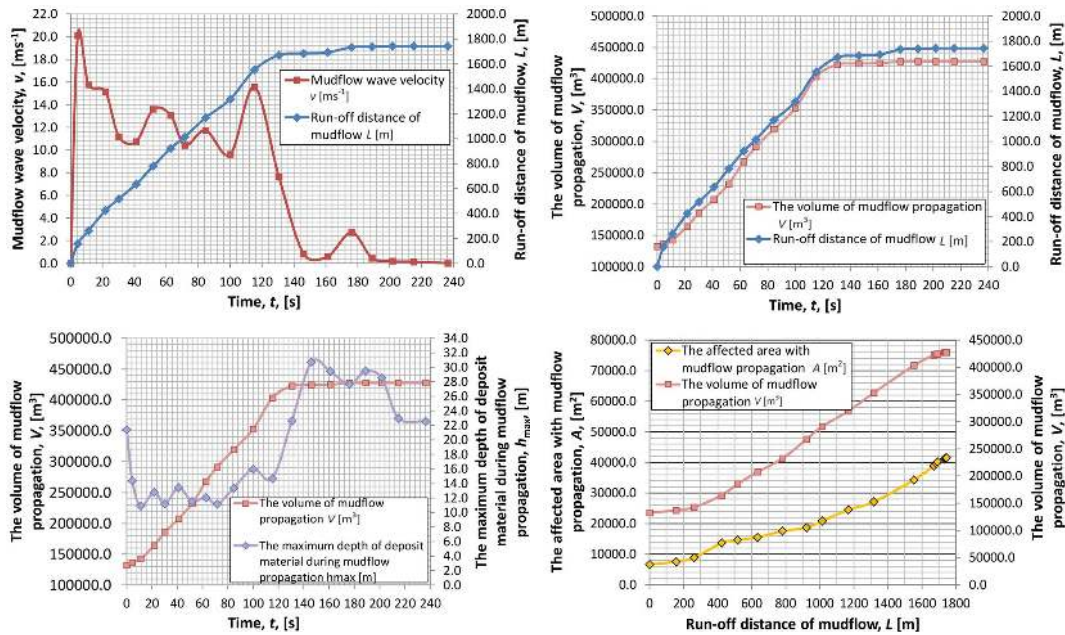 22.0
20.0
18.0
16.0
14.0
12.0
10.0
8.0
6.0
4.0
2.0
0.0
Mudflow wave velocity, v, [ms-1]
2000.0
1800.0
1600.0
1400.0
1200.0
1000.0
800.0
600.0
400.0
200.0
0.0
Run-off distance of mudflow, L, [m]
Mudflow wave velocity
v [ms-1]
Run-off distance of
mudflow L [m]
0 20 40 60 80 100 120 140 160 180 200 220 240
Time, t, [s]
500000.0
450000.0
400000.0
350000.0
300000.0
250000.0
200000.0
150000.0
100000.0
The volume of mudflow
propagation, V, [m3]
2000.0
1800.0
1600.0
1400.0
1200.0
1000.0
800.0
600.0
400.0
200.0
0.0
Run-off distance of mudflow, L, [m]
The volume of mudflow propagation
V [m3]
Run-off distance of mudflow L [m]
0 20 40 60 80 100 120 140 160 180 200 220 240
Time, t, [s]
500000.0
450000.0
400000.0
350000.0
300000.0
250000.0
200000.0
150000.0
100000.0
The volume of mudflow
propagation, V, [m3]
34.0
32.0
30.0
28.0
26.0
24.0
22.0
20.0
18.0
16.0
14.0
12.0
10.0
8.0
6.0
4.0
2.0
0.0
The maximum depth of deposit
material during mudflow
propagation, hmax, [m]
The volume of mudflow
propagation V [m3]
The maximum depth of deposit
material during mudflow
propagation hmax [m]
0 20 40 60 80 100 120 140 160 180 200 220 240
Time, t, [s]
80000.0
70000.0
60000.0
50000.0
40000.0
30000.0
20000.0
10000.0
0.0
The affected area with mudflow
propagation, A, [m2]
450000.0
400000.0
350000.0
300000.0
250000.0
200000.0
150000.0
100000.0
50000.0
0.0
The volume of mudflow
propagation, V, [m3]
The affected area with
mudflow propagation A [m2]
The volume of mudflow
propagation V [m3]
0 200 400 600 800 1000 1200 1400 1600 1800
Run-off distance of mudflow, L [m]